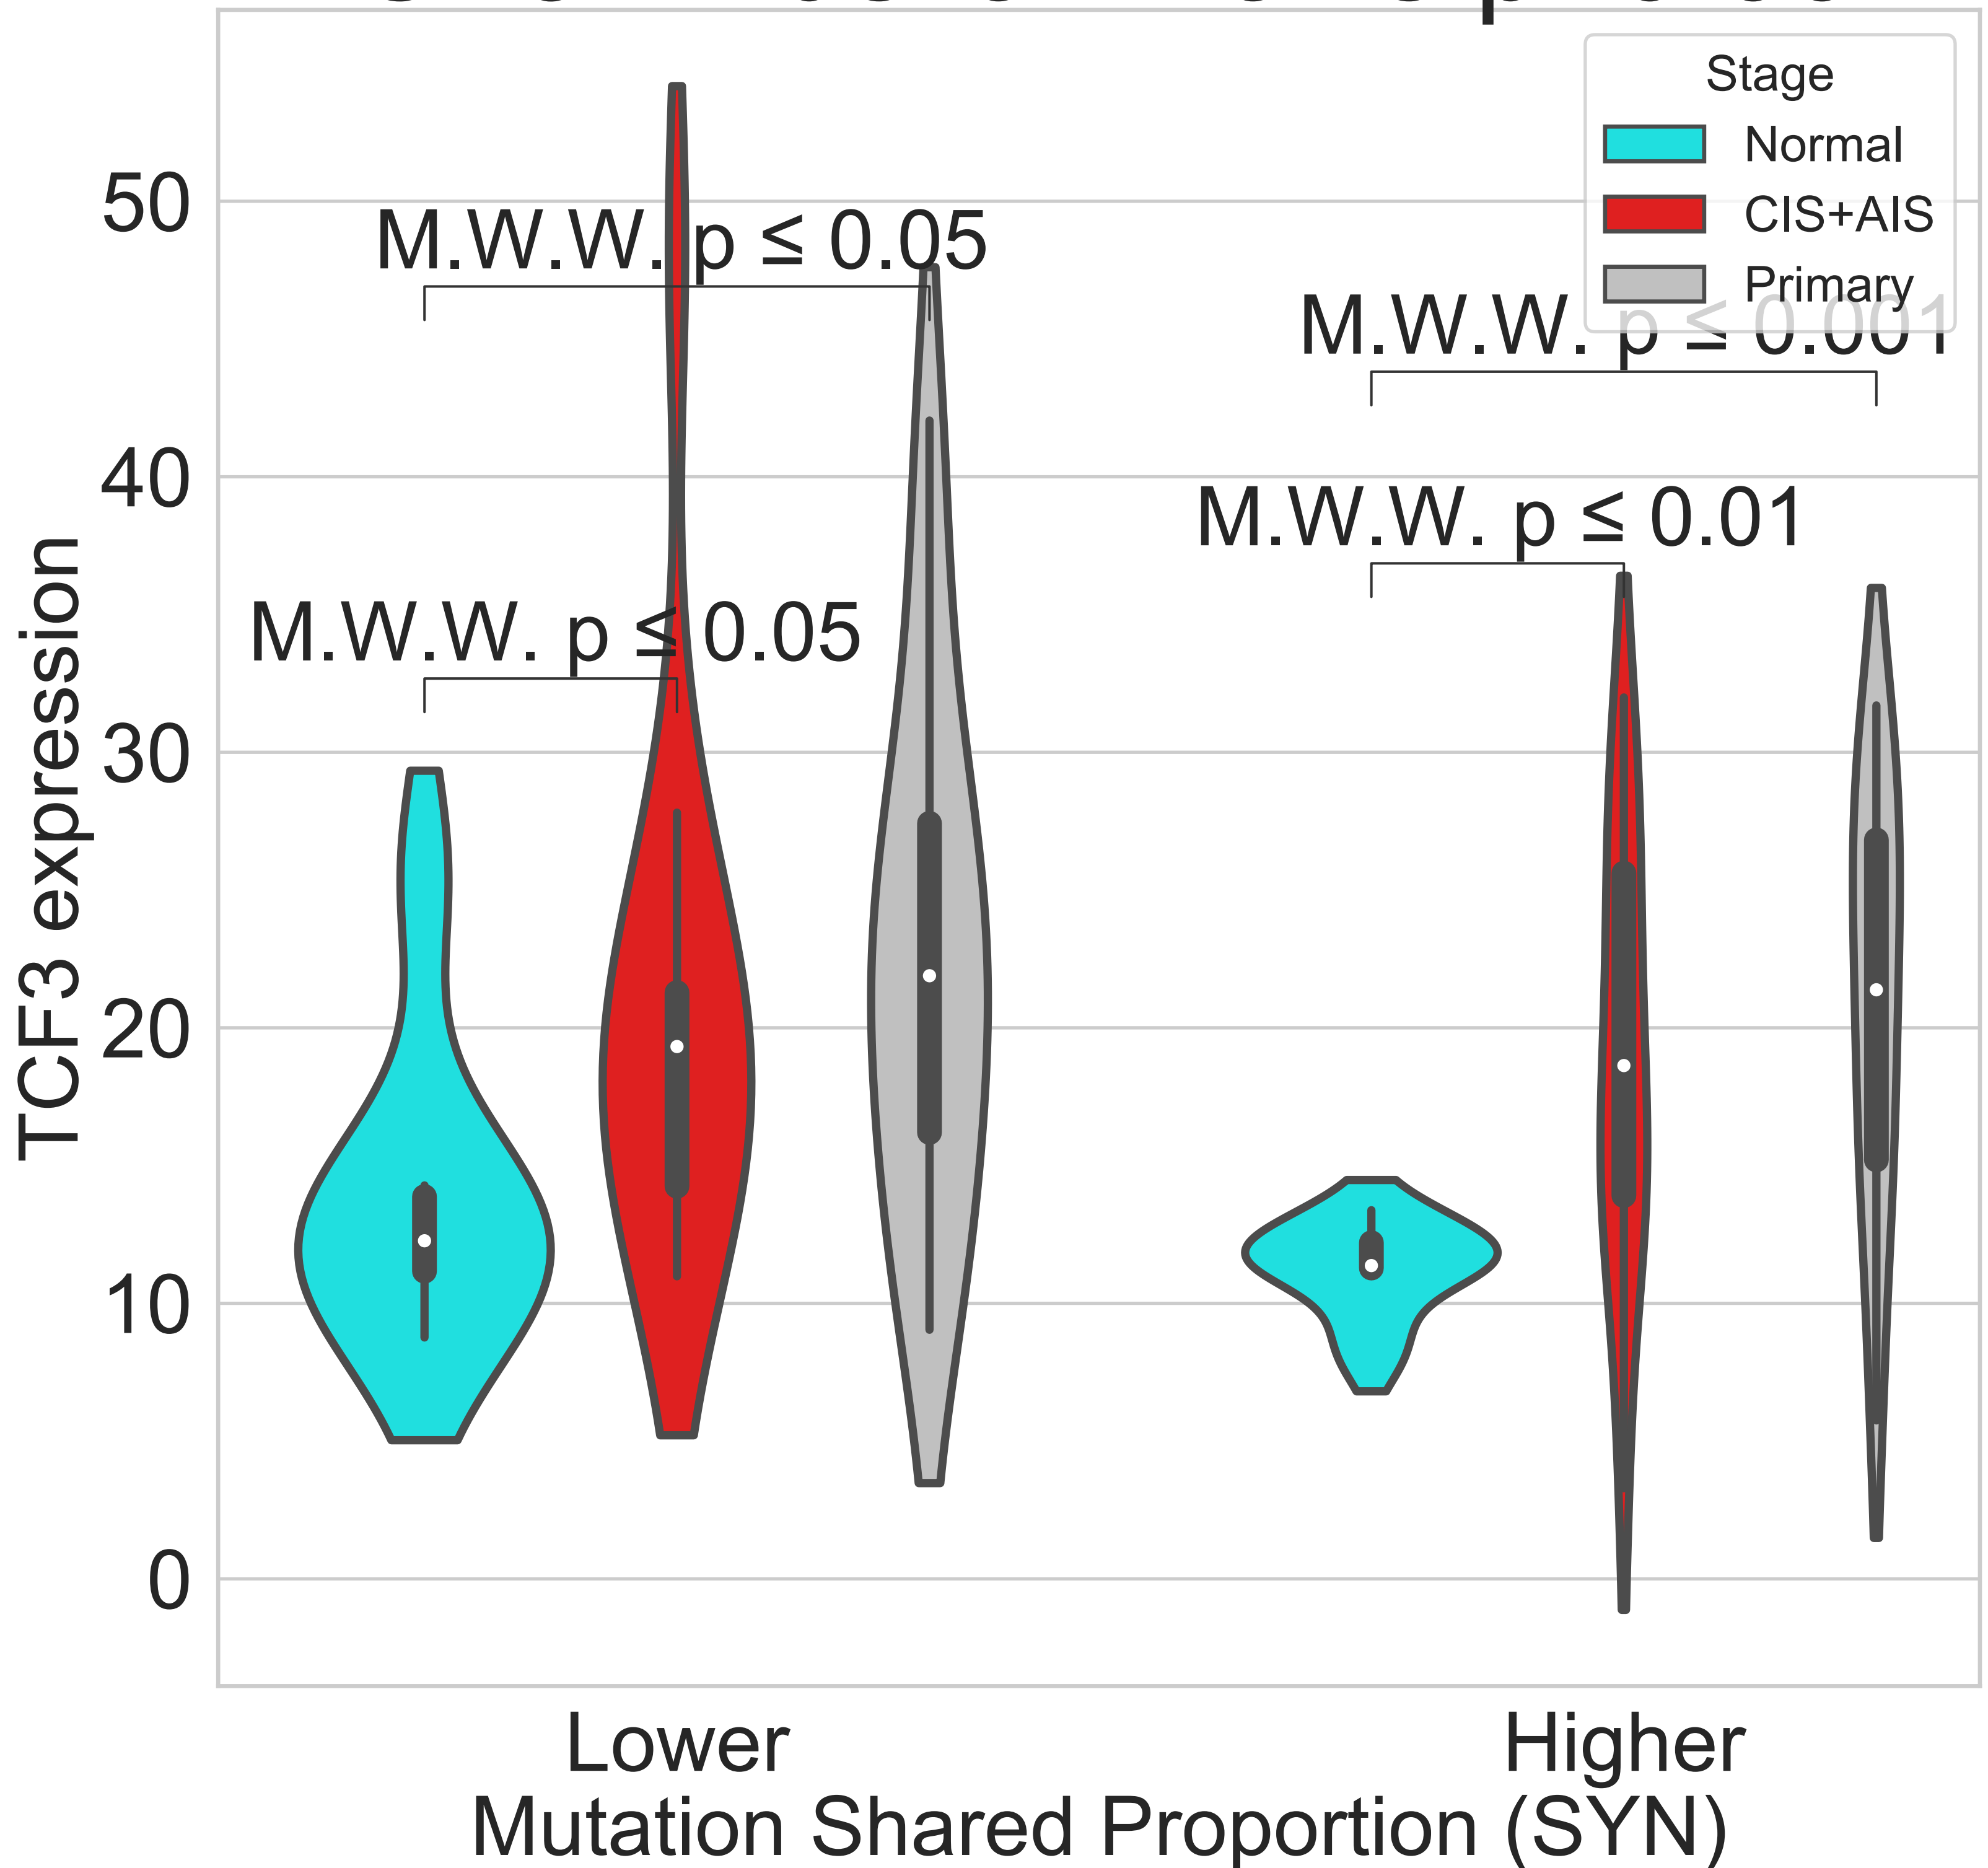 Stage
Normal
CIS+AIS
Primary
50
M.W.W. p ≤ 0.05
M.W.W. p ≤ 0.001
40
M.W.W. p ≤ 0.01
M.W.W. p ≤ 0.05
30
20
10
0
TCF3 expression
Lower
Higher
Mutation Shared Proportion (SYN)